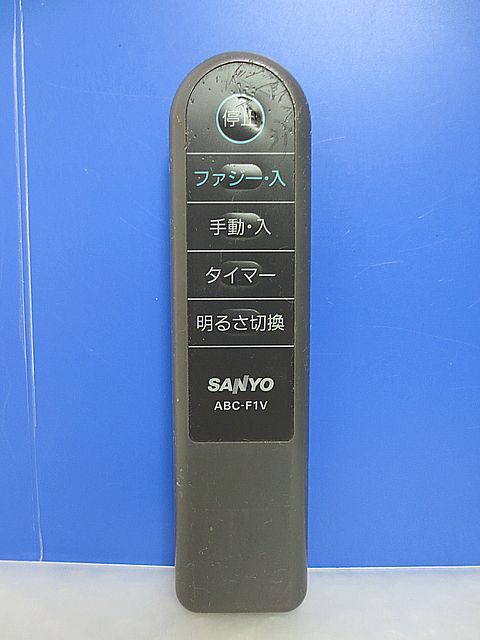 停止
ファジー・入
手動・入
タイマー
明るさ切換
SANYO
ABC-F1V